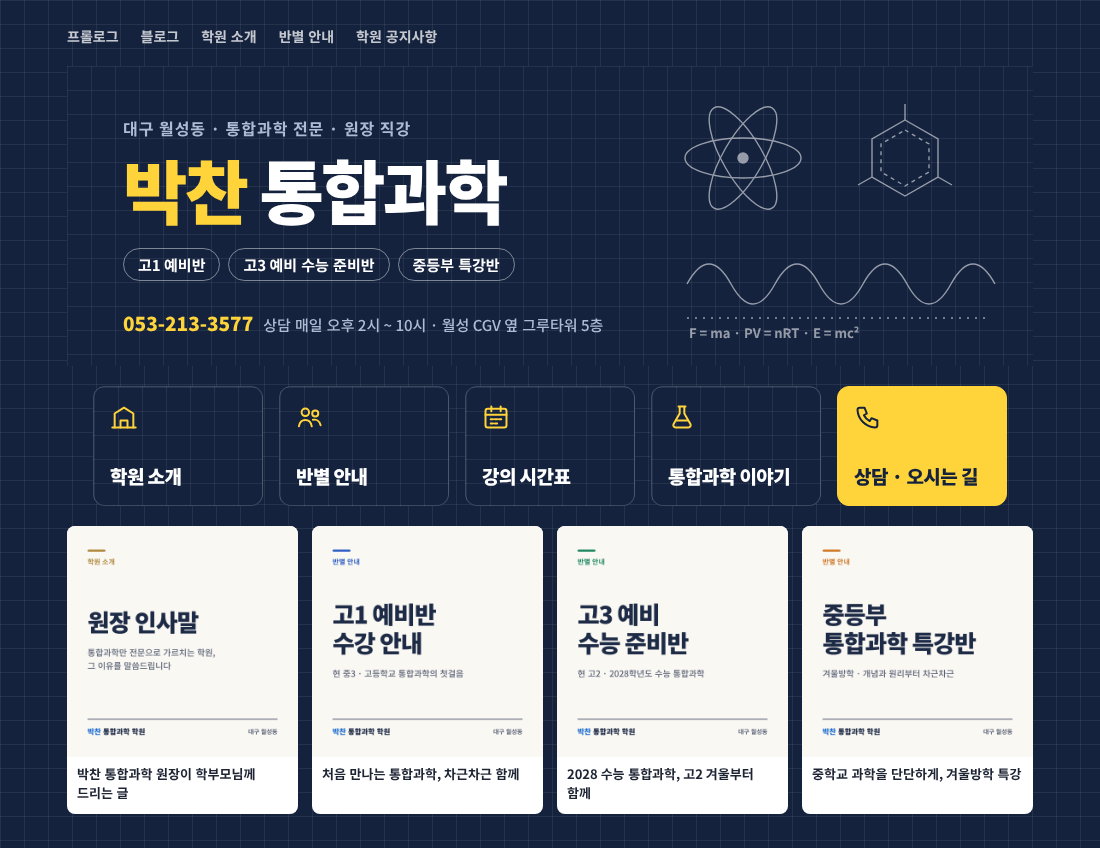 프롤로그 블로그 학원 소개 반별 안내 학원 공지사항
대구 월성동 · 통합과학 전문 · 원장 직강
박찬 통합과학
고1 예비반 고3 예비 수능 준비반 중등부 특강반
053-213-3577 상담 매일 오후 2시 ~ 10시 · 월성 CGV 옆 그루타워 5층
F = ma · PV = nRT · E = mc²
학원 소개
반별 안내
강의 시간표
통합과학 이야기
상담 · 오시는 길
학원 소개
원장 인사말
통합과학만 전문으로 가르치는 학원,
그 이유를 말씀드립니다
박찬 통합과학 학원 대구 월성동
박찬 통합과학 원장이 학부모님께
드리는 글
반별 안내
고1 예비반
수강 안내
현 중3 · 고등학교 통합과학의 첫걸음
박찬 통합과학 학원 대구 월성동
처음 만나는 통합과학, 차근차근 함께
반별 안내
고3 예비
수능 준비반
현 고2 · 2028학년도 수능 통합과학
박찬 통합과학 학원 대구 월성동
2028 수능 통합과학, 고2 겨울부터
함께
반별 안내
중등부
통합과학 특강반
겨울방학 · 개념과 원리부터 차근차근
박찬 통합과학 학원 대구 월성동
중학교 과학을 단단하게, 겨울방학 특강